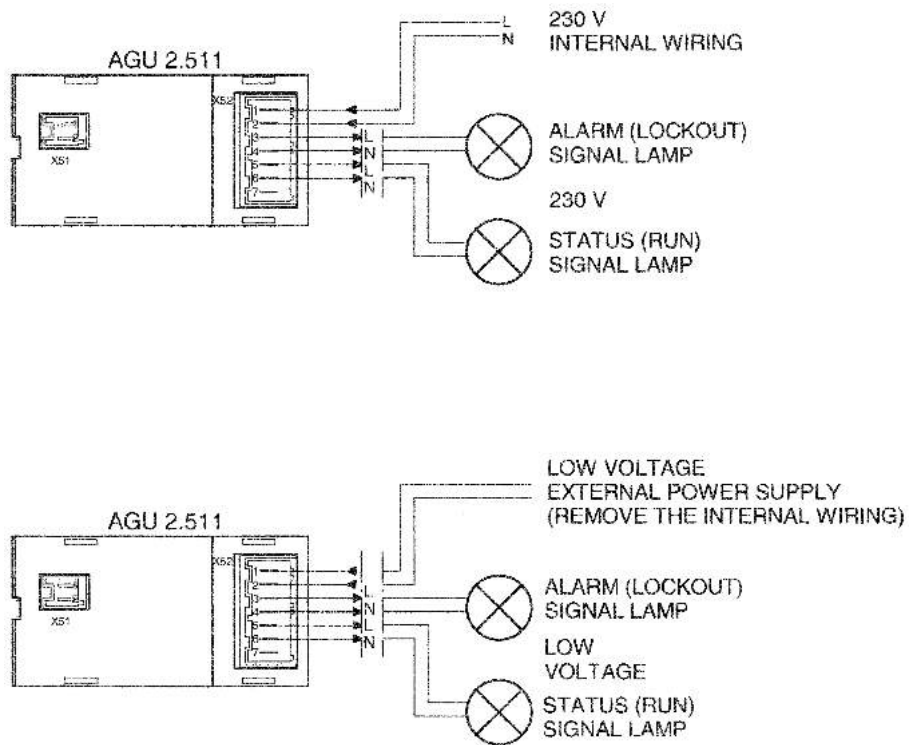 L 230 V
N INTERNAL WIRING
AGU 2.511
X52
1
2
3 L
4 N
5 L
6 N
7
X51
ALARM (LOCKOUT)
SIGNAL LAMP
230 V
STATUS (RUN)
SIGNAL LAMP
LOW VOLTAGE
EXTERNAL POWER SUPPLY
(REMOVE THE INTERNAL WIRING)
AGU 2.511
X52
1
2 L
3
4 N
5 L
6 N
7
X51
ALARM (LOCKOUT)
SIGNAL LAMP
LOW
VOLTAGE
STATUS (RUN)
SIGNAL LAMP